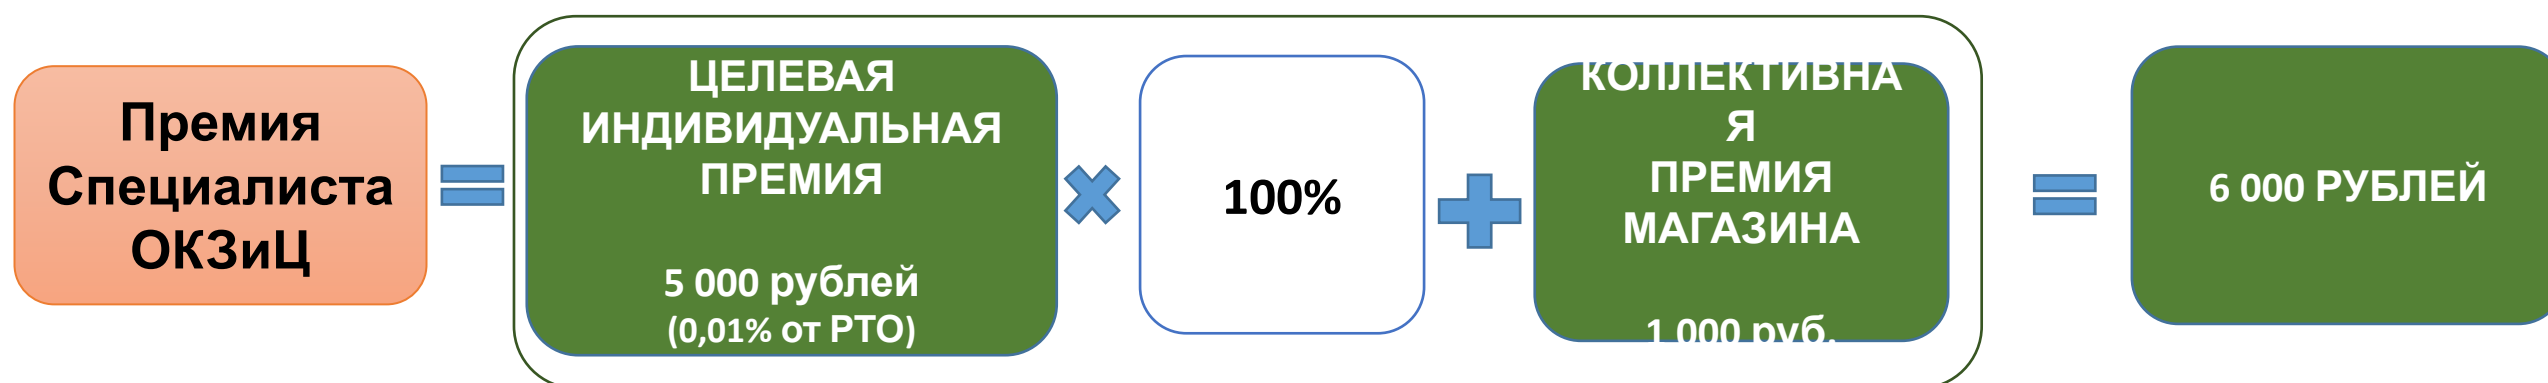 Премия
Специалиста
ОКЗиЦ
ЦЕЛЕВАЯ
ИНДИВИДУАЛЬНАЯ
ПРЕМИЯ
5 000 рублей
(0,01% от РТО)
100%
КОЛЛЕКТИВНА
Я
ПРЕМИЯ
МАГАЗИНА
1 000 руб.
6 000 РУБЛЕЙ